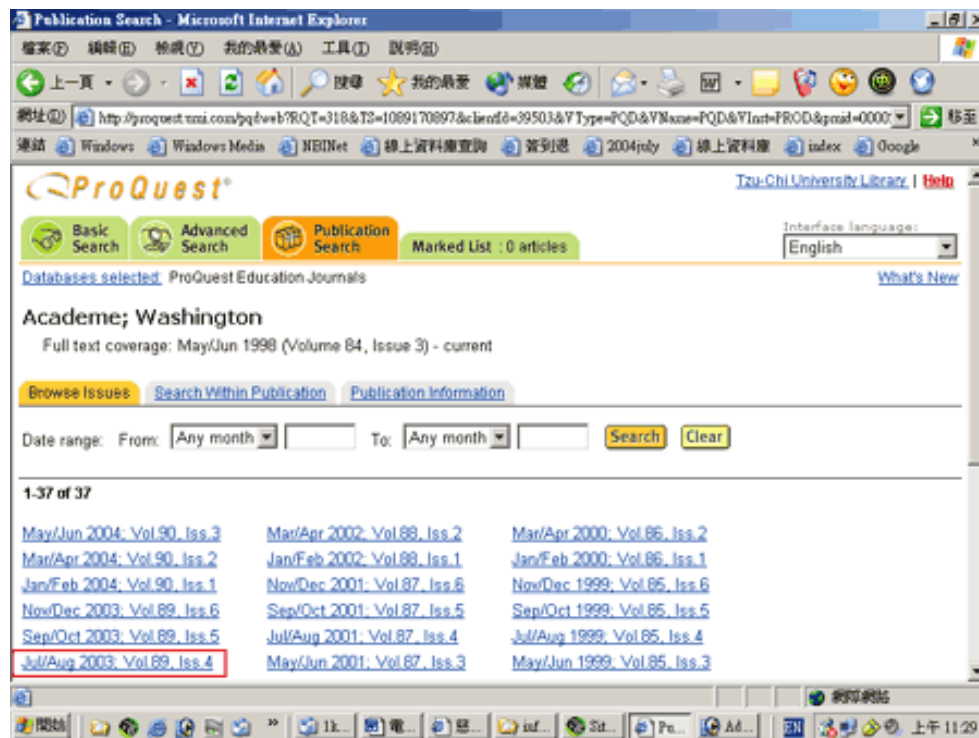 Publication Search - Microsoft Internet Explorer
檔案(F) 編輯(E) 檢視(V) 我的最愛(A) 工具(T) 說明(H)
上一頁 搜尋 我的最愛 媒體
網址(D) http://proquest.umi.com/pqdweb?RQT=318&TS=1089170897&clientId=39503&VType=PQD&VName=PQD&VInst=PROD&pmid=0000 移至
連結 Windows Windows Media NBINet 線上資料庫查詢 簽到退 2004july 線上資料庫 index Google
ProQuest®
Tzu-Chi University Library | Help
Basic Search Advanced Search Publication Search Marked List : 0 articles
Interface language:
English
Databases selected: ProQuest Education Journals
What's New
Academe; Washington
Full text coverage: May/Jun 1998 (Volume 84, Issue 3) - current
Browse Issues Search Within Publication Publication Information
Date range: From: Any month To: Any month Search Clear
1-37 of 37
May/Jun 2004; Vol.90, Iss.3 Mar/Apr 2002; Vol.88, Iss.2 Mar/Apr 2000; Vol.86, Iss.2
Mar/Apr 2004; Vol.90, Iss.2 Jan/Feb 2002; Vol.88, Iss.1 Jan/Feb 2000; Vol.86, Iss.1
Jan/Feb 2004; Vol.90, Iss.1 Nov/Dec 2001; Vol.87, Iss.6 Nov/Dec 1999; Vol.85, Iss.6
Nov/Dec 2003; Vol.89, Iss.6 Sep/Oct 2001; Vol.87, Iss.5 Sep/Oct 1999; Vol.85, Iss.5
Sep/Oct 2003; Vol.89, Iss.5 Jul/Aug 2001; Vol.87, Iss.4 Jul/Aug 1999; Vol.85, Iss.4
Jul/Aug 2003; Vol.89, Iss.4 May/Jun 2001; Vol.87, Iss.3 May/Jun 1999; Vol.85, Iss.3
網際網路
開始 1k... 電... 慈... inf... Sit... Pu... Ad... EN 上午 11:29